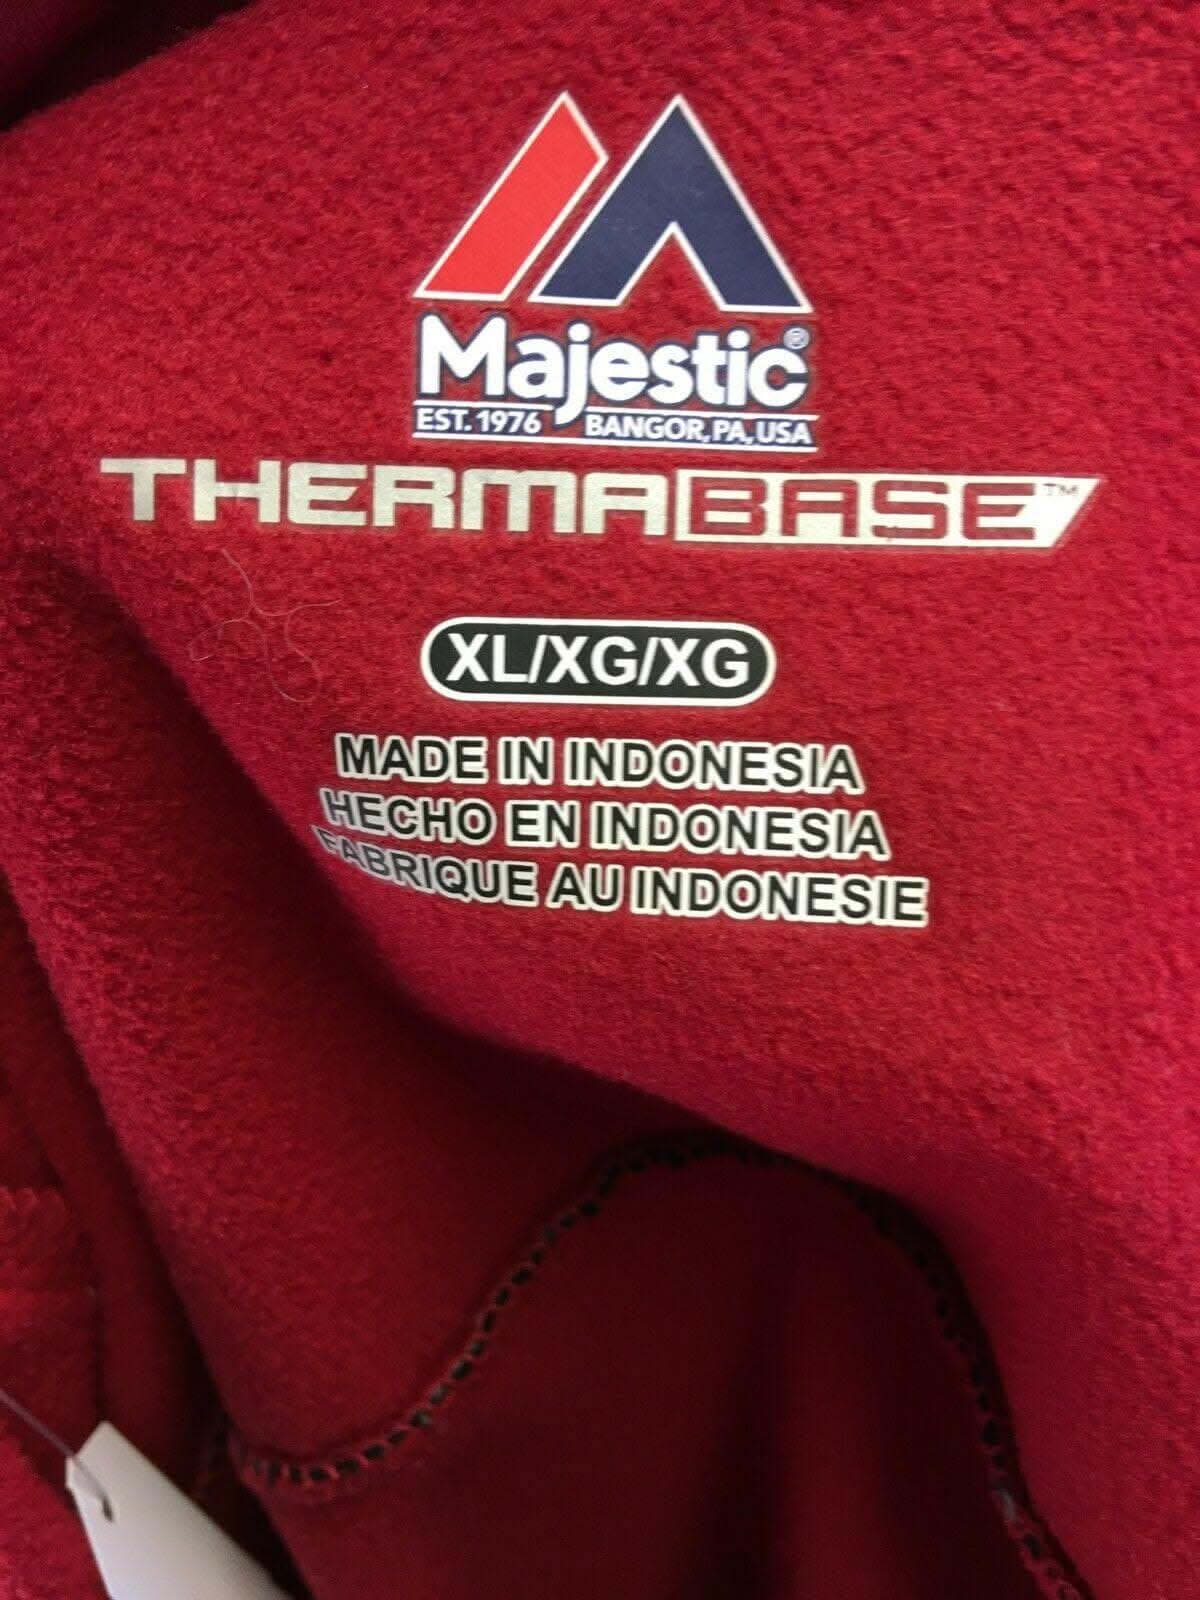 Majestic®
EST. 1976 BANGOR, PA, USA
THERMABASE™
XL/XG/XG
MADE IN INDONESIA
HECHO EN INDONESIA
FABRIQUE AU INDONESIE